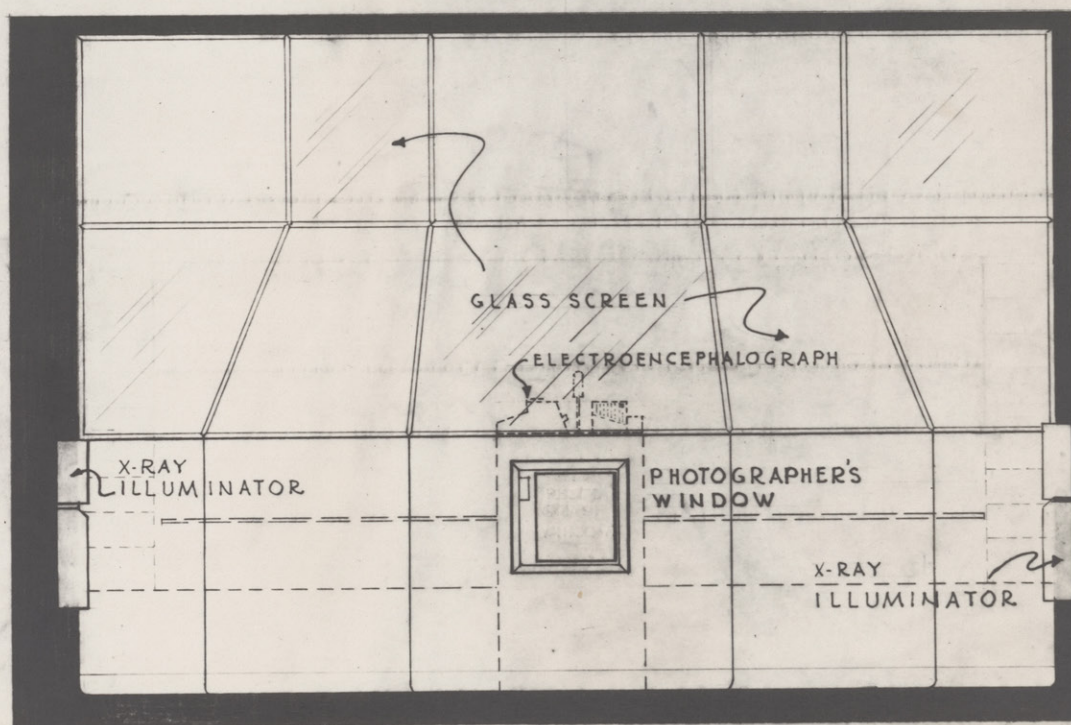 GLASS SCREEN
ELECTROENCEPHALOGRAPH
X-RAY
ILLUMINATOR
PHOTOGRAPHER'S
WINDOW
X-RAY
ILLUMINATOR